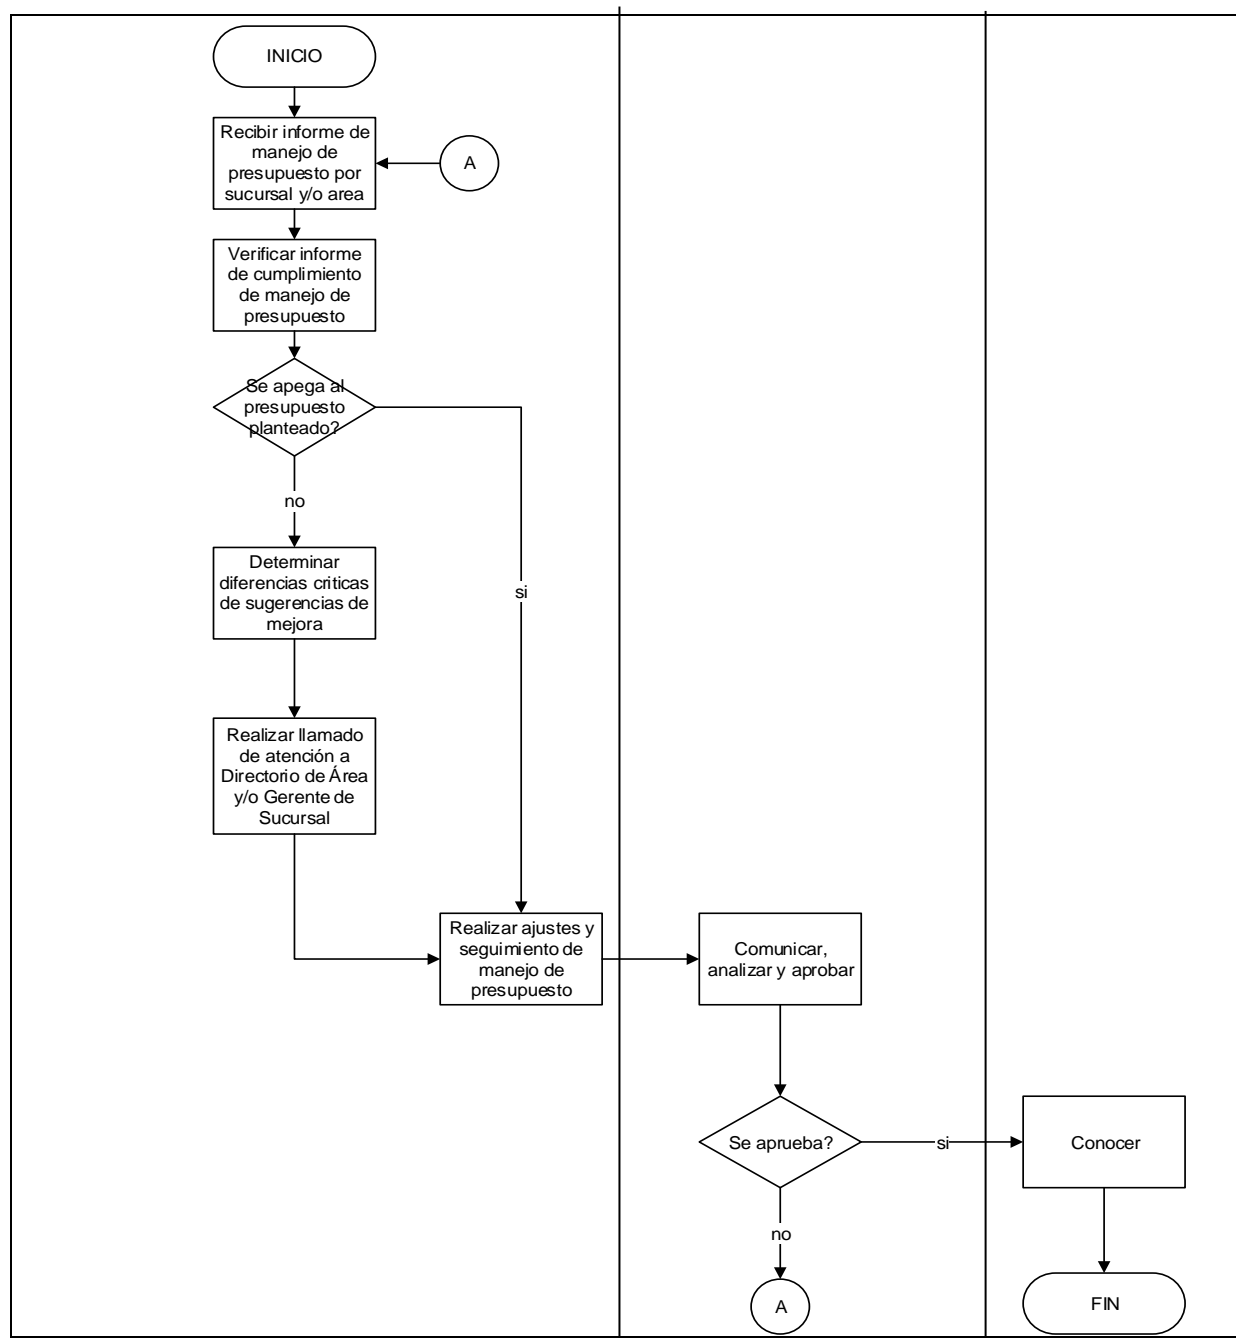 INICIO
Recibir informe de
manejo de
presupuesto por
sucursal y/o area
A
Verificar informe
de cumplimiento
de manejo de
presupuesto
Se apega al
presupuesto
planteado?
no
Determinar
diferencias criticas
de sugerencias de
mejora
si
Realizar llamado
de atención a
Directorio de Área
y/o Gerente de
Sucursal
Realizar ajustes y
seguimiento de
manejo de
presupuesto
Comunicar,
analizar y aprobar
Se aprueba?
si
Conocer
no
A
FIN